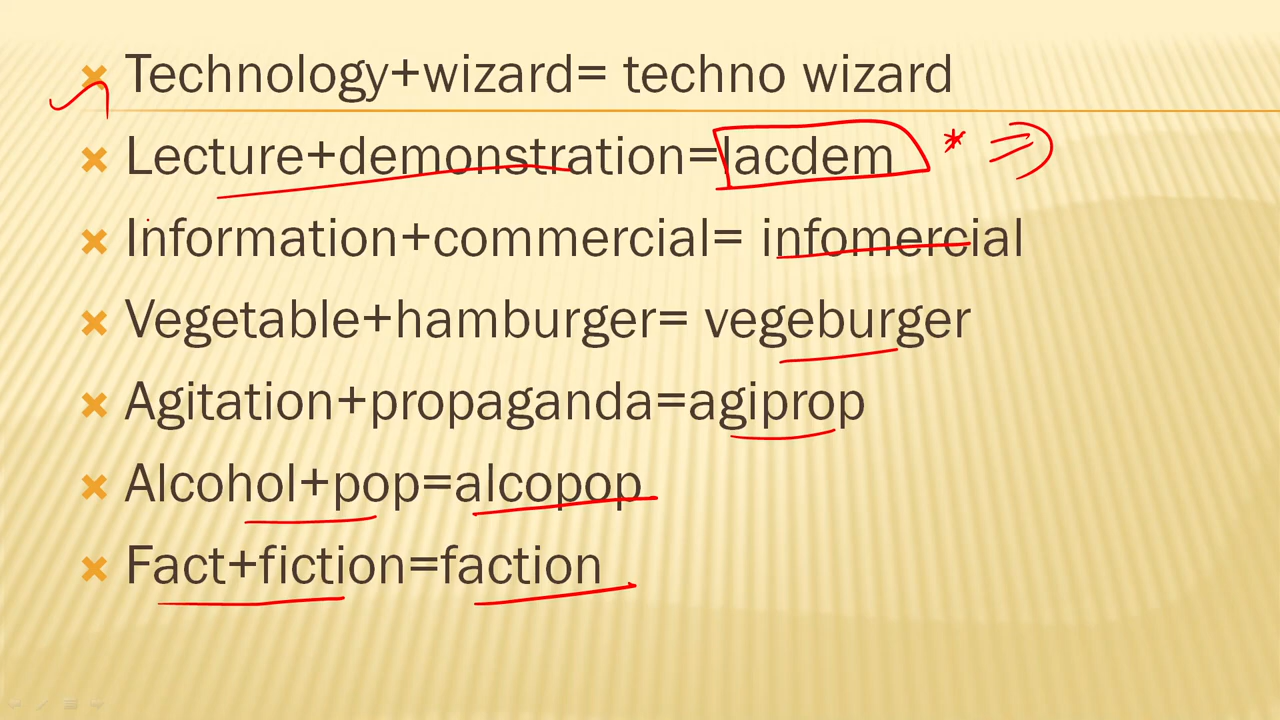 Technology+wizard= techno wizard
Lecture+demonstration=lacdem * =>
Information+commercial= infomercial
Vegetable+hamburger= vegeburger
Agitation+propaganda=agiprop
Alcohol+pop=alcopop
Fact+fiction=faction